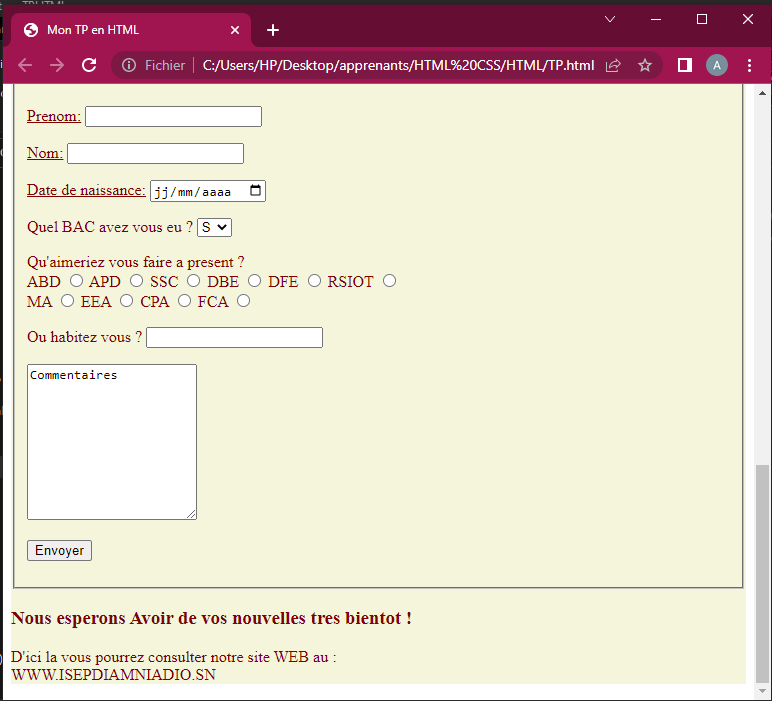 Mon TP en HTML
Fichier C:/Users/HP/Desktop/apprenants/HTML%20CSS/HTML/TP.html A
Prenom:
Nom:
Date de naissance: jj/mm/aaaa
Quel BAC avez vous eu ? S
Qu'aimeriez vous faire a present ?
ABD APD SSC DBE DFE RSIOT
MA EEA CPA FCA
Ou habitez vous ?
Commentaires
Envoyer
Nous esperons Avoir de vos nouvelles tres bientot !
D'ici la vous pourrez consulter notre site WEB au :
WWW.ISEPDIAMNIADIO.SN